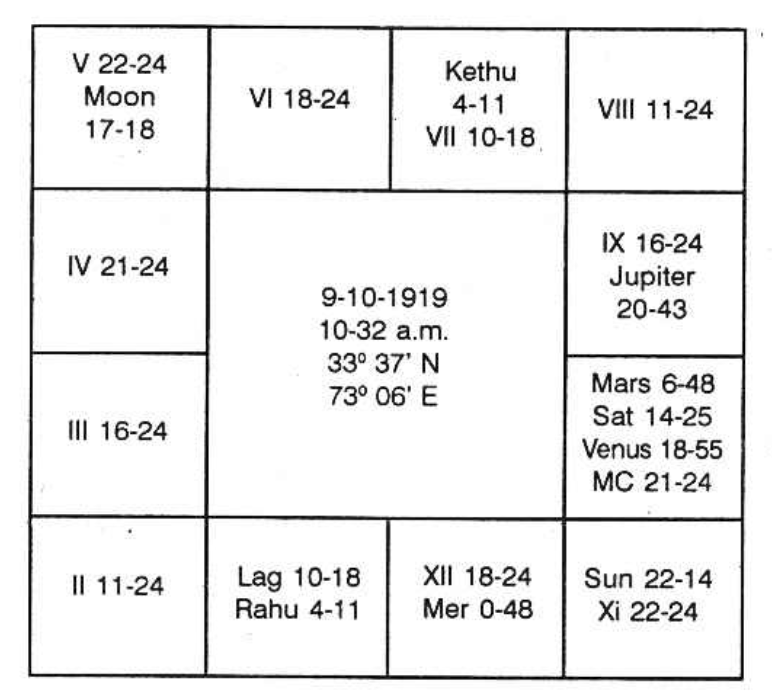 V 22-24
Moon
17-18
VI 18-24
Kethu
4-11
VII 10-18
VIII 11-24
IV 21-24
9-10-1919
10-32 a.m.
33º 37' N
73º 06' E
IX 16-24
Jupiter
20-43
III 16-24
Mars 6-48
Sat 14-25
Venus 18-55
MC 21-24
II 11-24
Lag 10-18
Rahu 4-11
XII 18-24
Mer 0-48
Sun 22-14
Xi 22-24